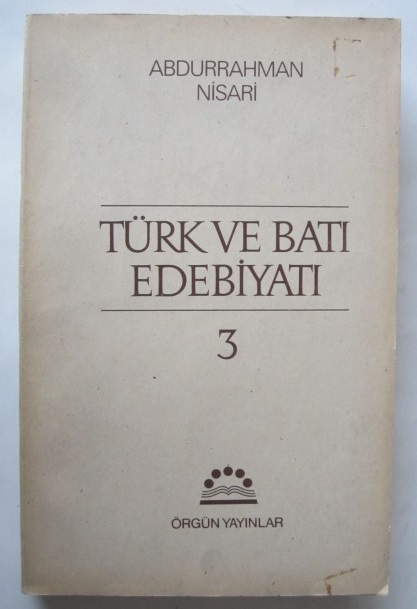 ABDURRAHMAN
NİSARİ
TÜRK VE BATI
EDEBİYATI
3
ÖRGÜN YAYINLAR